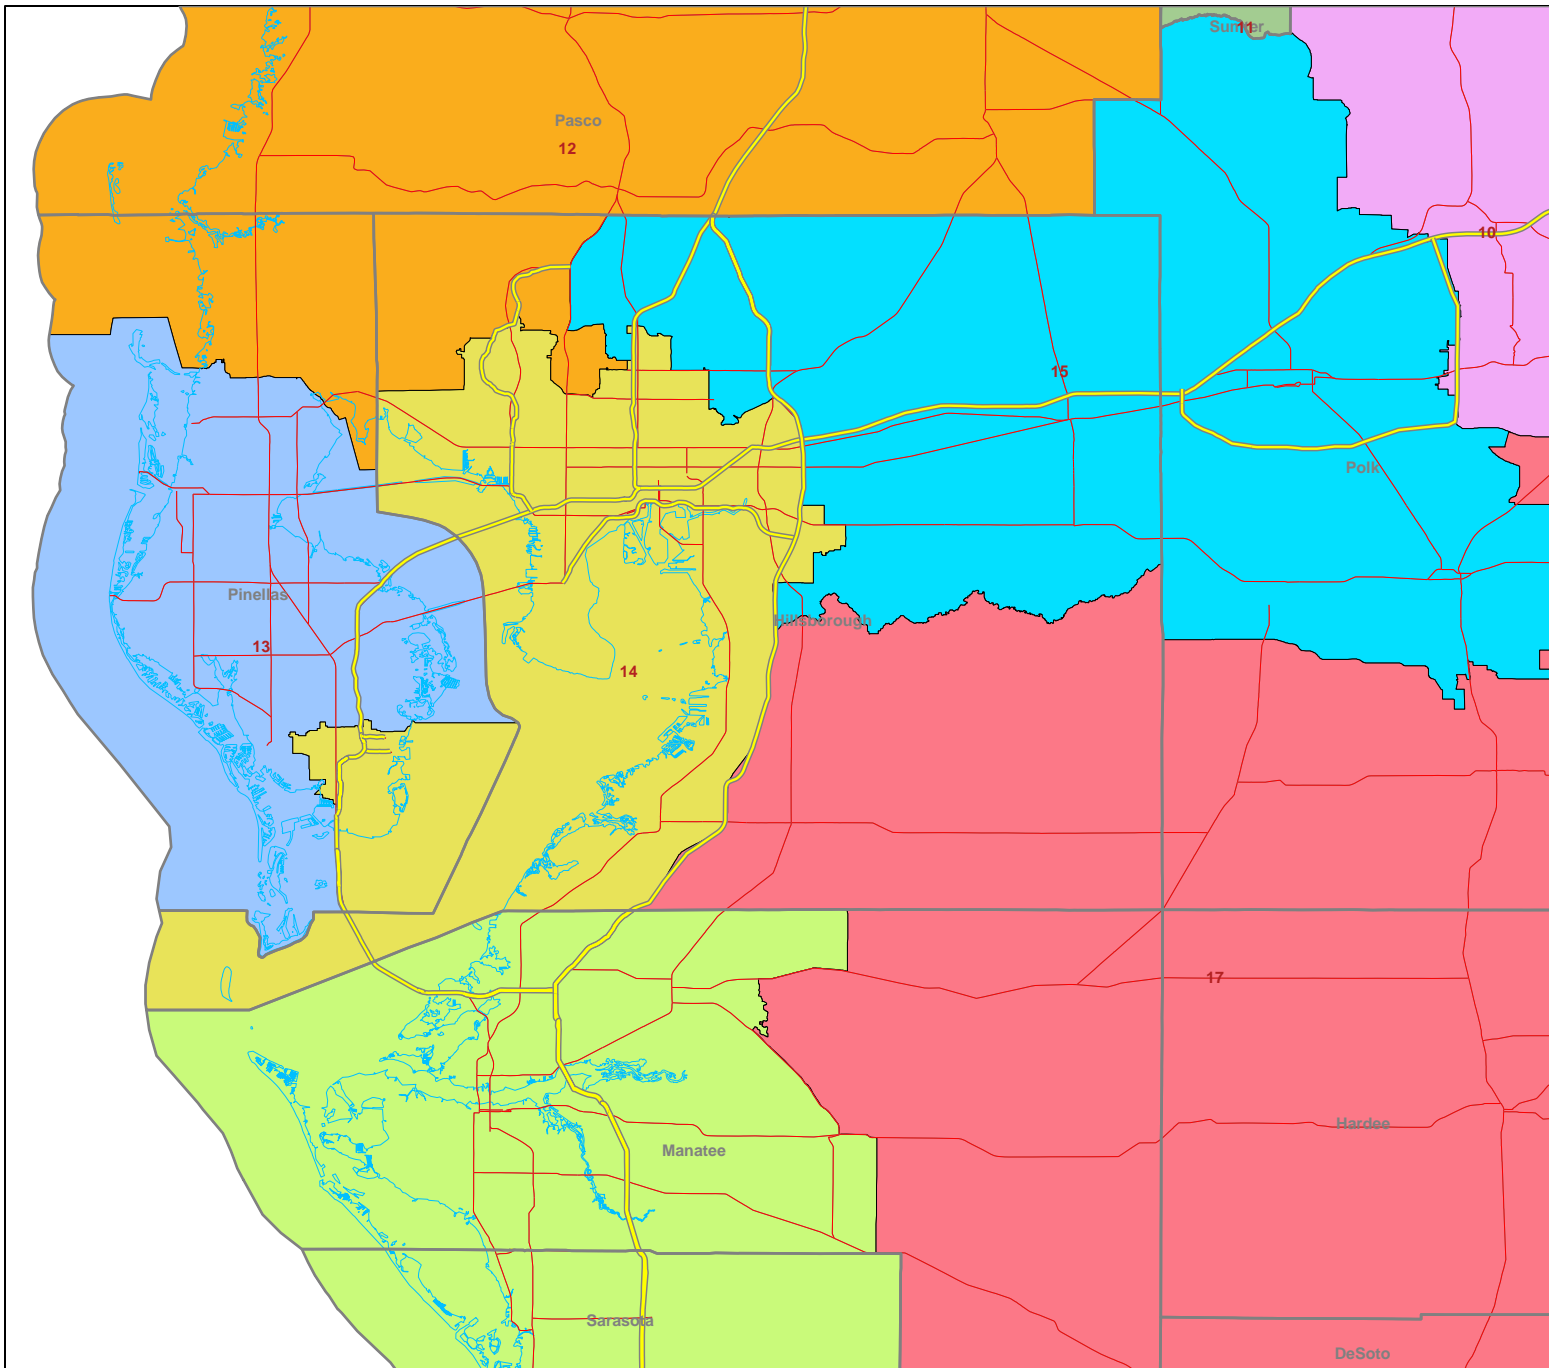 Sumter
11
Pasco
12
10
15
Polk
Pinellas
Hillsborough
13
14
17
Hardee
Manatee
Sarasota
DeSoto